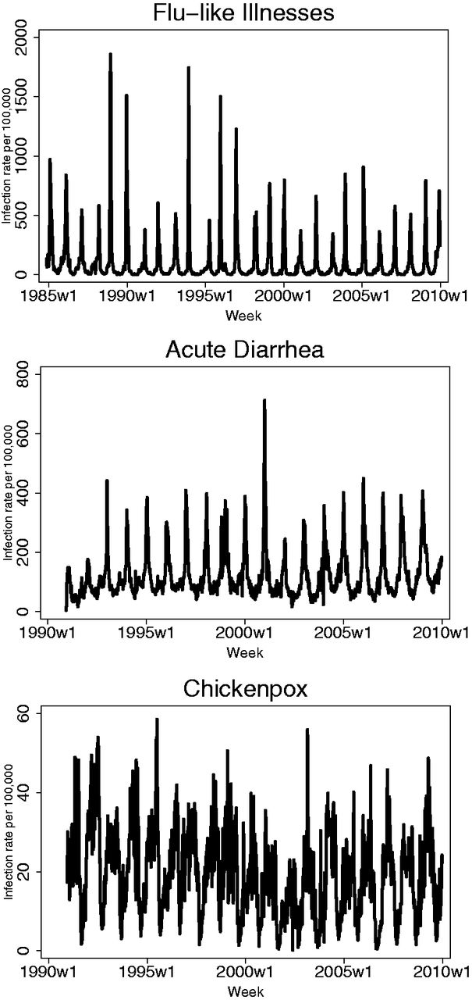 Flu-like Illnesses
Infection rate per 100,000
2000
1500
1000
500
0
1985w1 1990w1 1995w1 2000w1 2005w1 2010w1
Week
Acute Diarrhea
Infection rate per 100,000
800
600
400
200
0
1990w1 1995w1 2000w1 2005w1 2010w1
Week
Chickenpox
Infection rate per 100,000
60
40
20
0
1990w1 1995w1 2000w1 2005w1 2010w1
Week